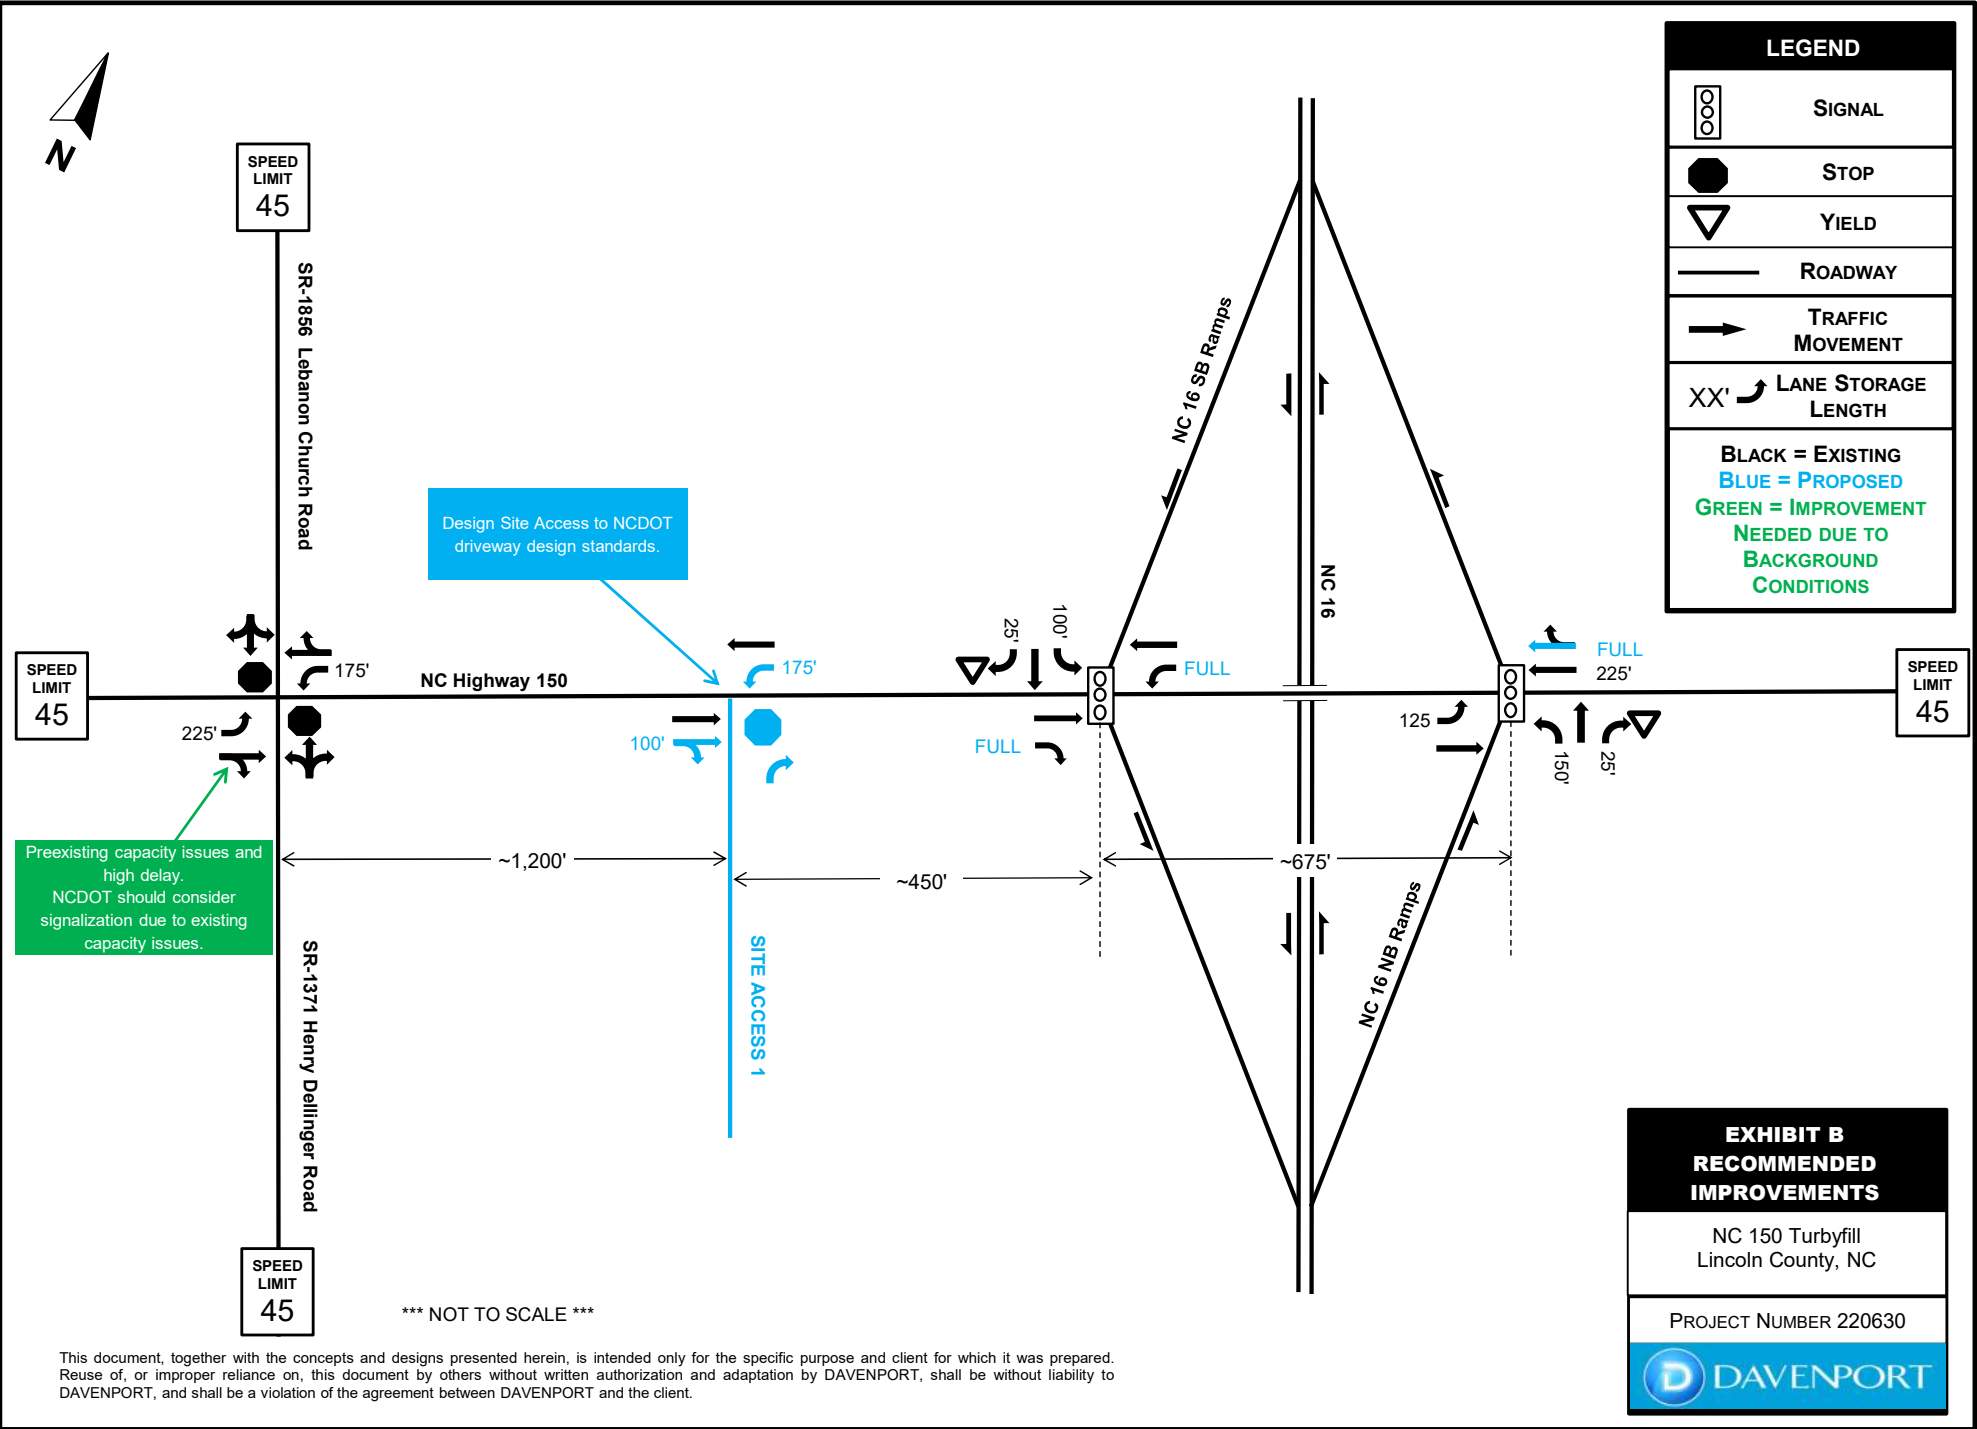 LEGEND
SIGNAL
STOP
YIELD
ROADWAY
TRAFFIC
MOVEMENT
XX'
LANE STORAGE
LENGTH
BLACK = EXISTING
BLUE = PROPOSED
GREEN = IMPROVEMENT
NEEDED DUE TO
BACKGROUND
CONDITIONS
N
SPEED
LIMIT
45
SR-1856 Lebanon Church Road
Design Site Access to NCDOT
driveway design standards.
NC 16 SB Ramps
NC 16
SPEED
LIMIT
45
175'
NC Highway 150
225'
175'
100'
25'
100'
FULL
FULL
125
FULL
225'
150'
25'
SPEED
LIMIT
45
Preexisting capacity issues and
high delay.
NCDOT should consider
signalization due to existing
capacity issues.
~1,200'
~450'
~675'
SR-1371 Henry Dellinger Road
SITE ACCESS 1
NC 16 NB Ramps
SPEED
LIMIT
45
*** NOT TO SCALE ***
This document, together with the concepts and designs presented herein, is intended only for the specific purpose and client for which it was prepared.
Reuse of, or improper reliance on, this document by others without written authorization and adaptation by DAVENPORT, shall be without liability to
DAVENPORT, and shall be a violation of the agreement between DAVENPORT and the client.
EXHIBIT B
RECOMMENDED
IMPROVEMENTS
NC 150 Turbyfill
Lincoln County, NC
PROJECT NUMBER 220630
D DAVENPORT